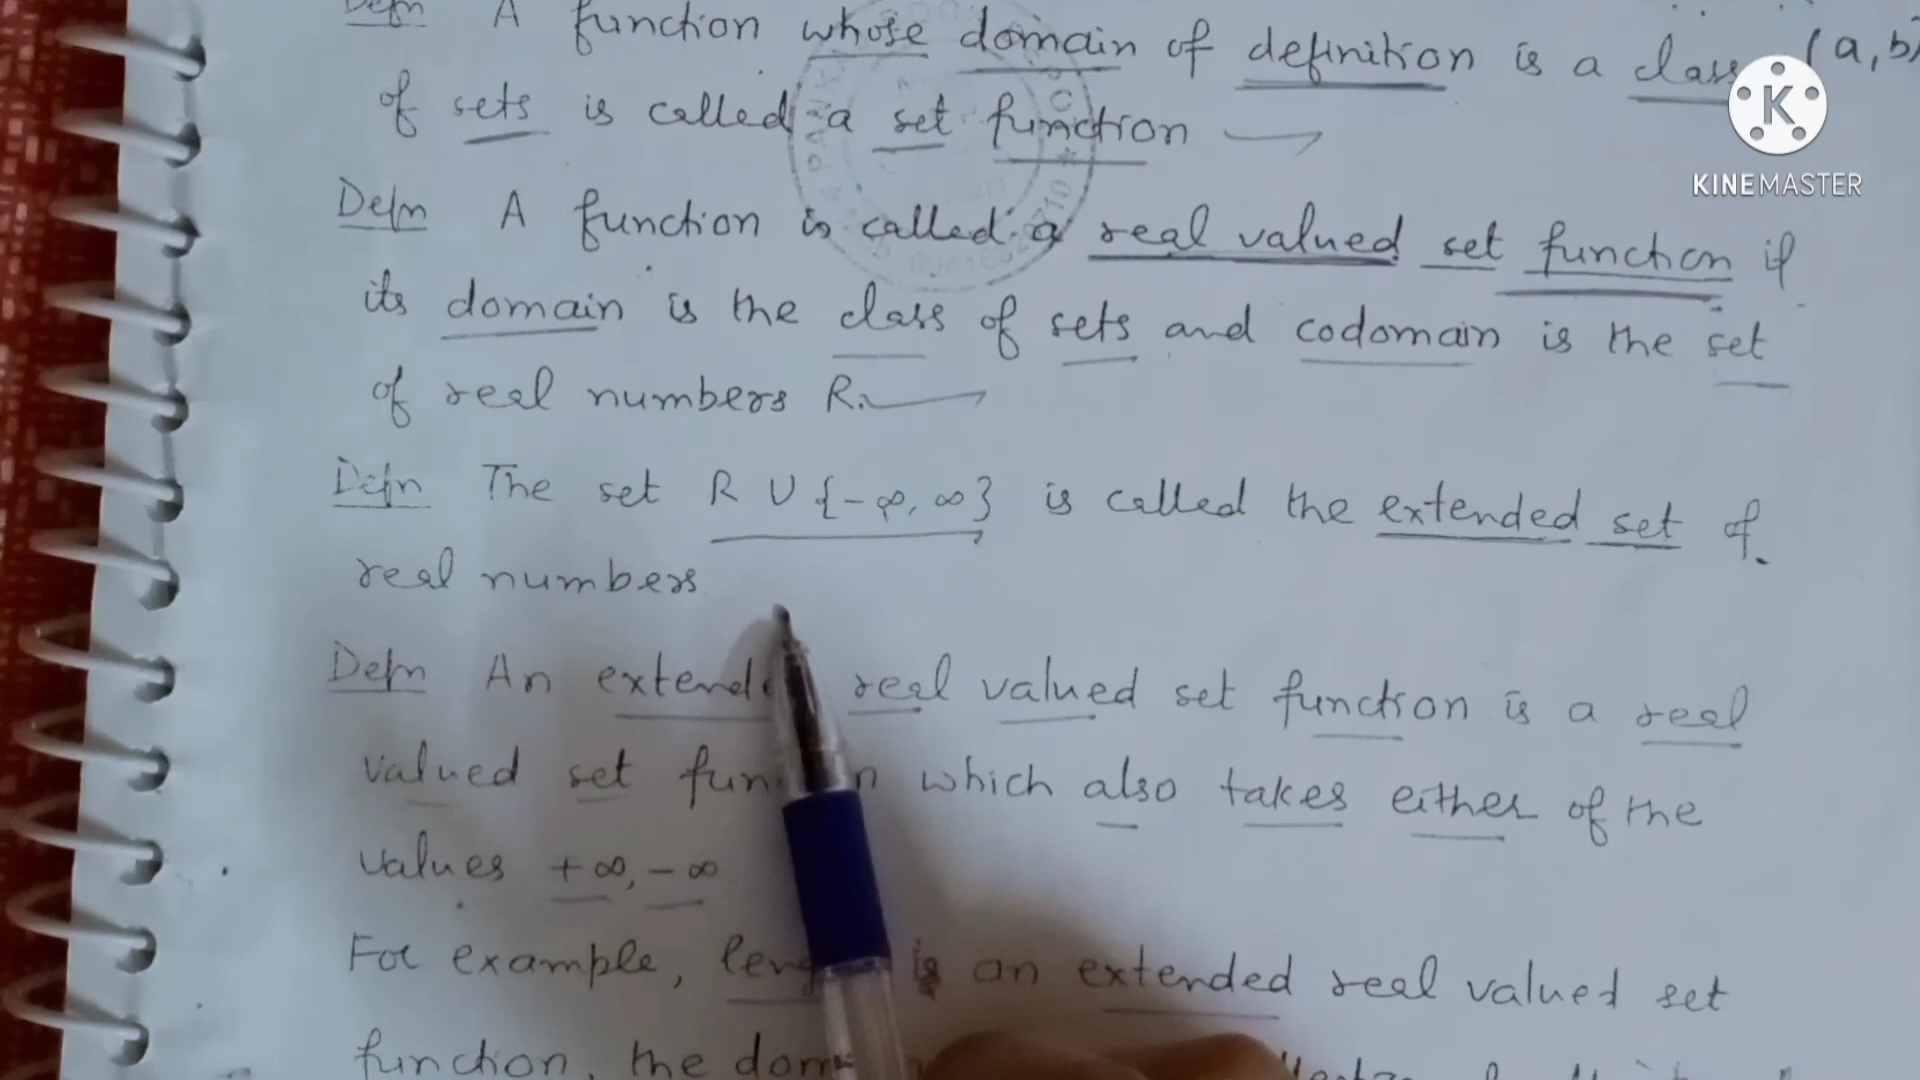 Defn A function whose domain of definition is a class (a,b)
of sets is called a set function
K
KINEMASTER
Defn A function is called a real valued set function if
its domain is the class of sets and codomain is the set
of real numbers R.
Defn The set R U {-∞, ∞} is called the extended set of
real numbers
Defn An extende real valued set function is a real
valued set fun n which also takes either of the
values +∞, -∞
For example, leng is an extended real valued set
function, the dom